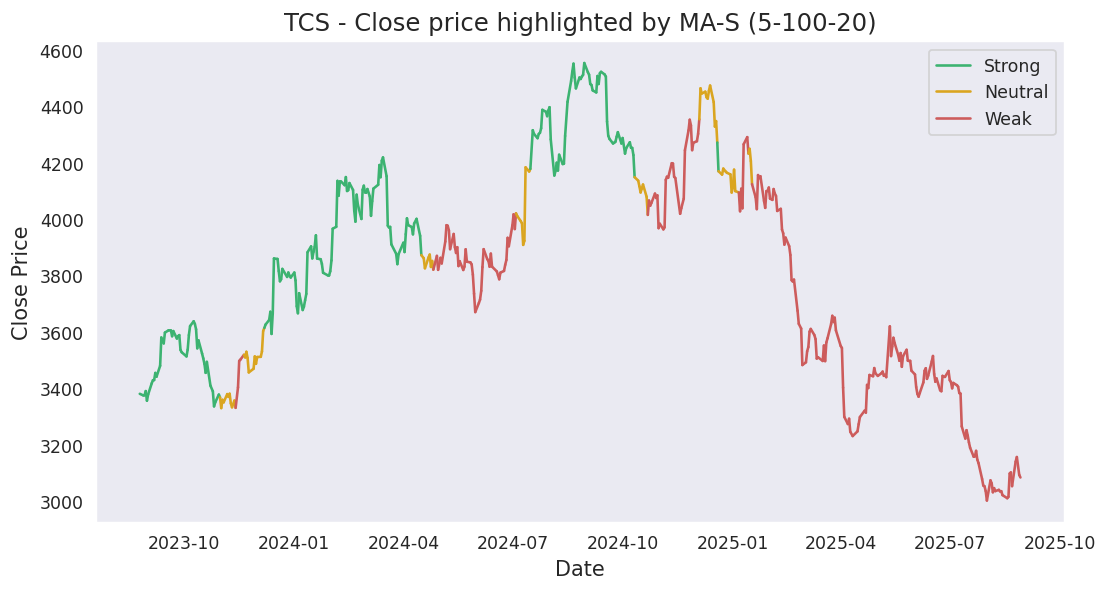 TCS - Close price highlighted by MA-S (5-100-20)
Strong
Neutral
Weak
Close Price
4600
4400
4200
4000
3800
3600
3400
3200
3000
2023-10 2024-01 2024-04 2024-07 2024-10 2025-01 2025-04 2025-07 2025-10
Date